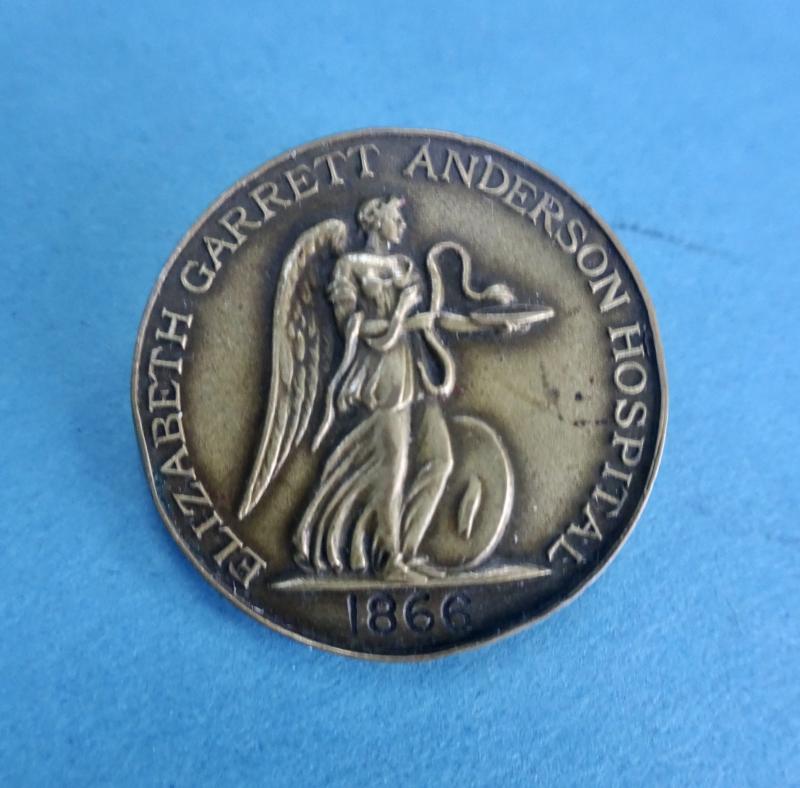 ELIZABETH GARRETT ANDERSON HOSPITAL
1866